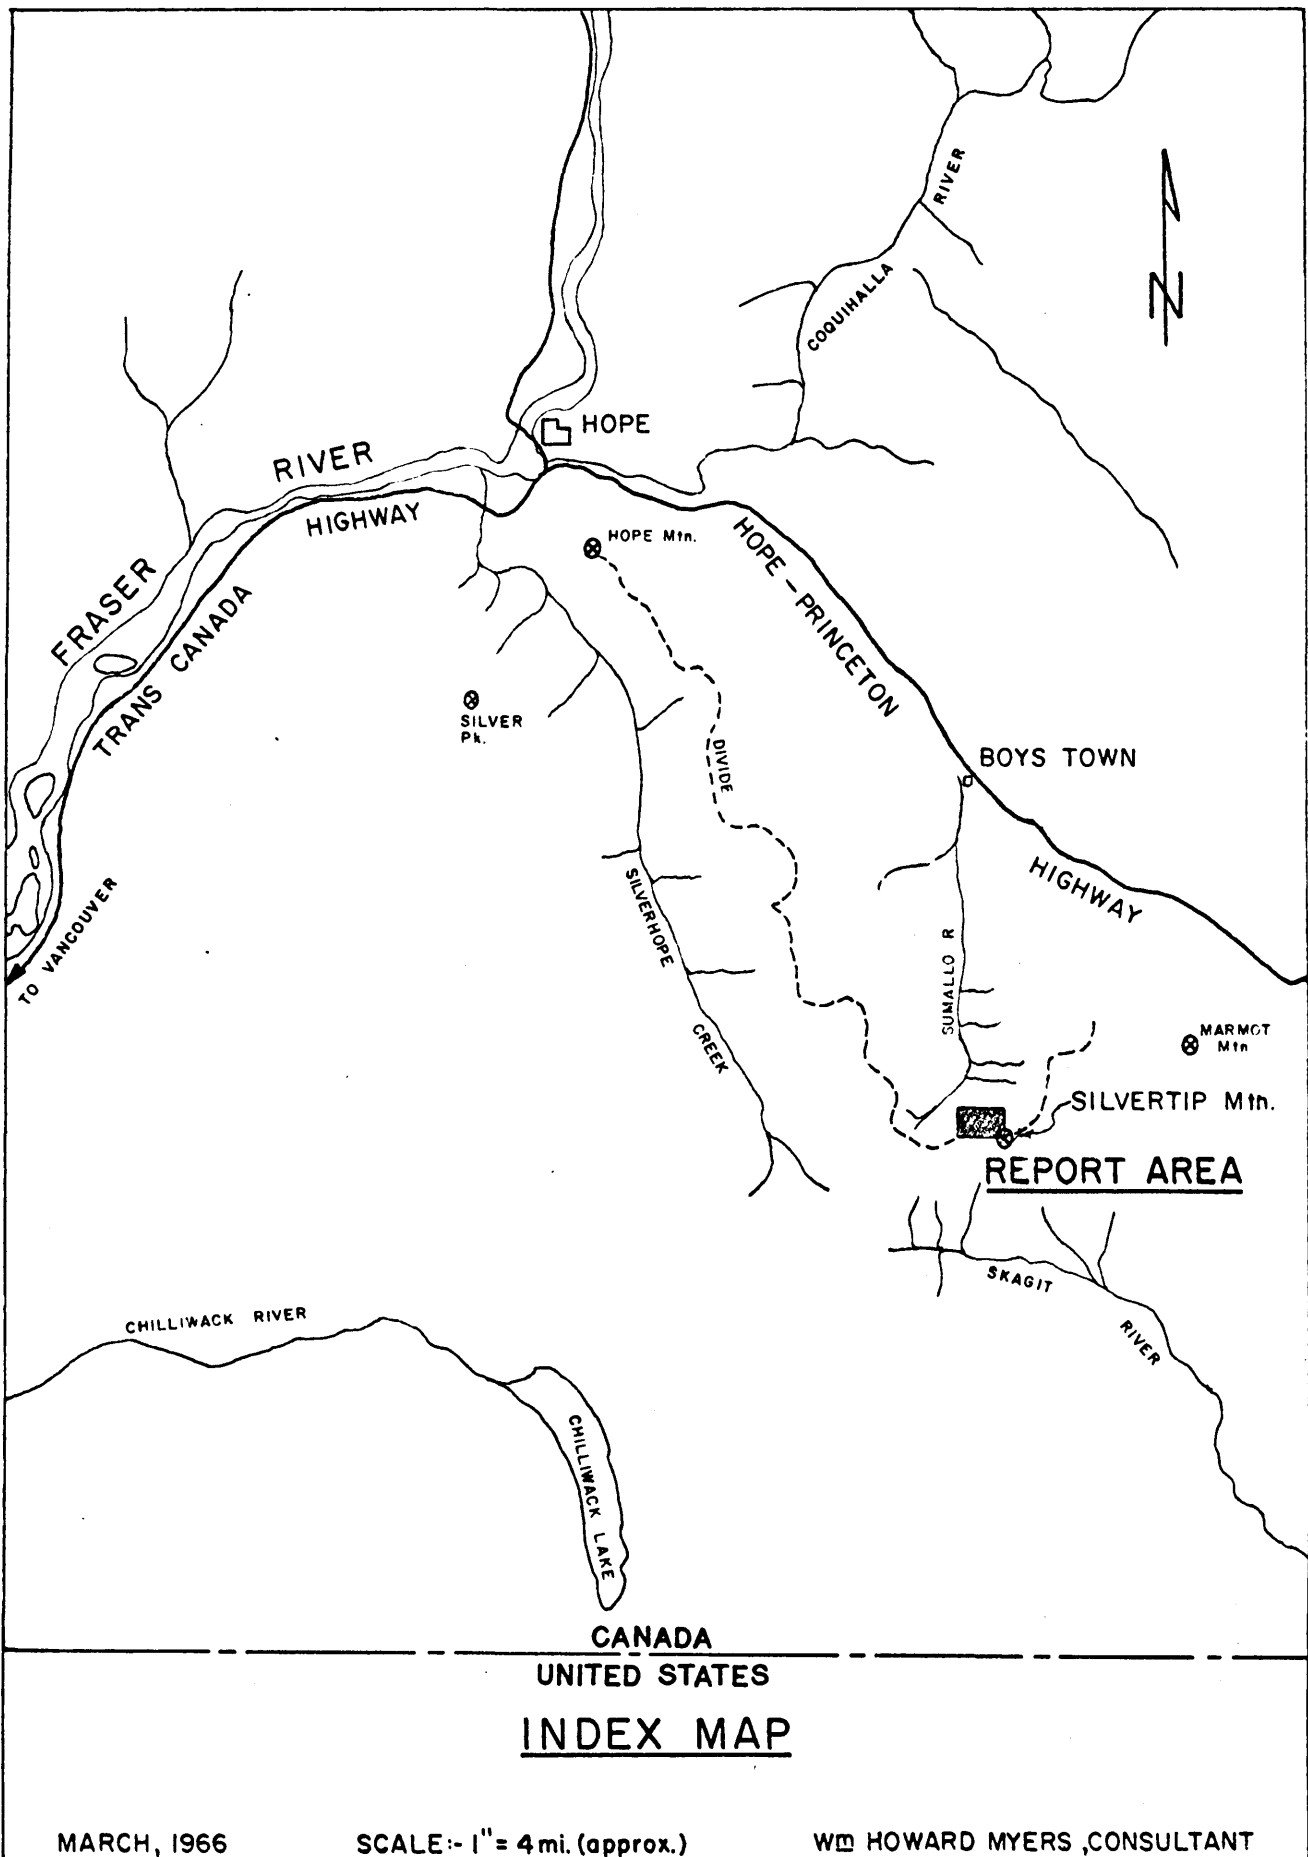 RIVER
COQUIHALLA
N
HOPE
RIVER
HIGHWAY
HOPE Mtn.
HOPE - PRINCETON
FRASER
TRANS CANADA
SILVER
Pk.
DIVIDE
BOYS TOWN
HIGHWAY
TO VANCOUVER
SILVERHOPE
CREEK
SUMALLO R
MARMOT
Mtn
SILVERTIP Mtn.
REPORT AREA
SKAGIT
RIVER
CHILLIWACK RIVER
CHILLIWACK LAKE
CANADA
UNITED STATES
INDEX MAP
MARCH, 1966 SCALE:- 1" = 4 mi. (approx.) Wm HOWARD MYERS ,CONSULTANT